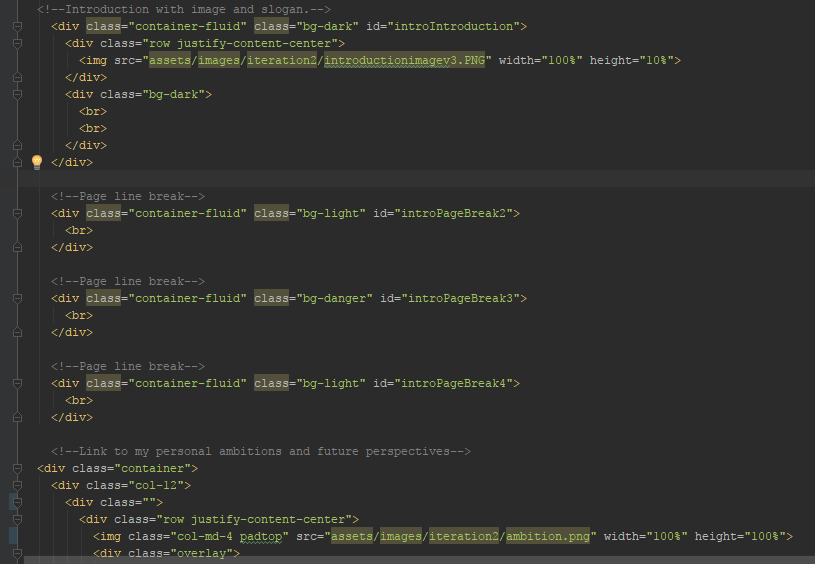 <!--Introduction with image and slogan.-->
<div class="container-fluid" class="bg-dark" id="introIntroduction">
<div class="row justify-content-center">
<img src="assets/images/iteration2/introductionimagev3.PNG" width="100%" height="10%">
</div>
<div class="bg-dark">
<br>
<br>
</div>
</div>
<!--Page line break-->
<div class="container-fluid" class="bg-light" id="introPageBreak2">
<br>
</div>
<!--Page line break-->
<div class="container-fluid" class="bg-danger" id="introPageBreak3">
<br>
</div>
<!--Page line break-->
<div class="container-fluid" class="bg-light" id="introPageBreak4">
<br>
</div>
<!--Link to my personal ambitions and future perspectives-->
<div class="container">
<div class="col-12">
<div class="">
<div class="row justify-content-center">
<img class="col-md-4 padtop" src="assets/images/iteration2/ambition.png" width="100%" height="100%">
<div class="overlay">